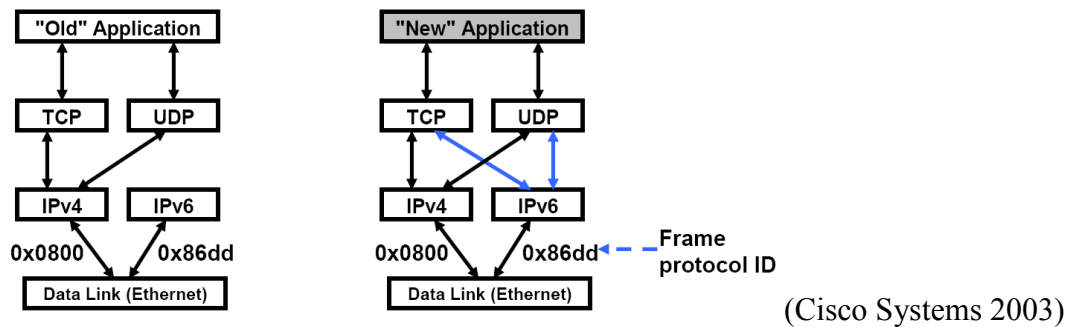 "Old" Application
"New" Application
TCP
UDP
TCP
UDP
IPv4
IPv6
IPv4
IPv6
0x0800
0x86dd
0x0800
0x86dd
Frame
protocol ID
Data Link (Ethernet)
Data Link (Ethernet)
(Cisco Systems 2003)